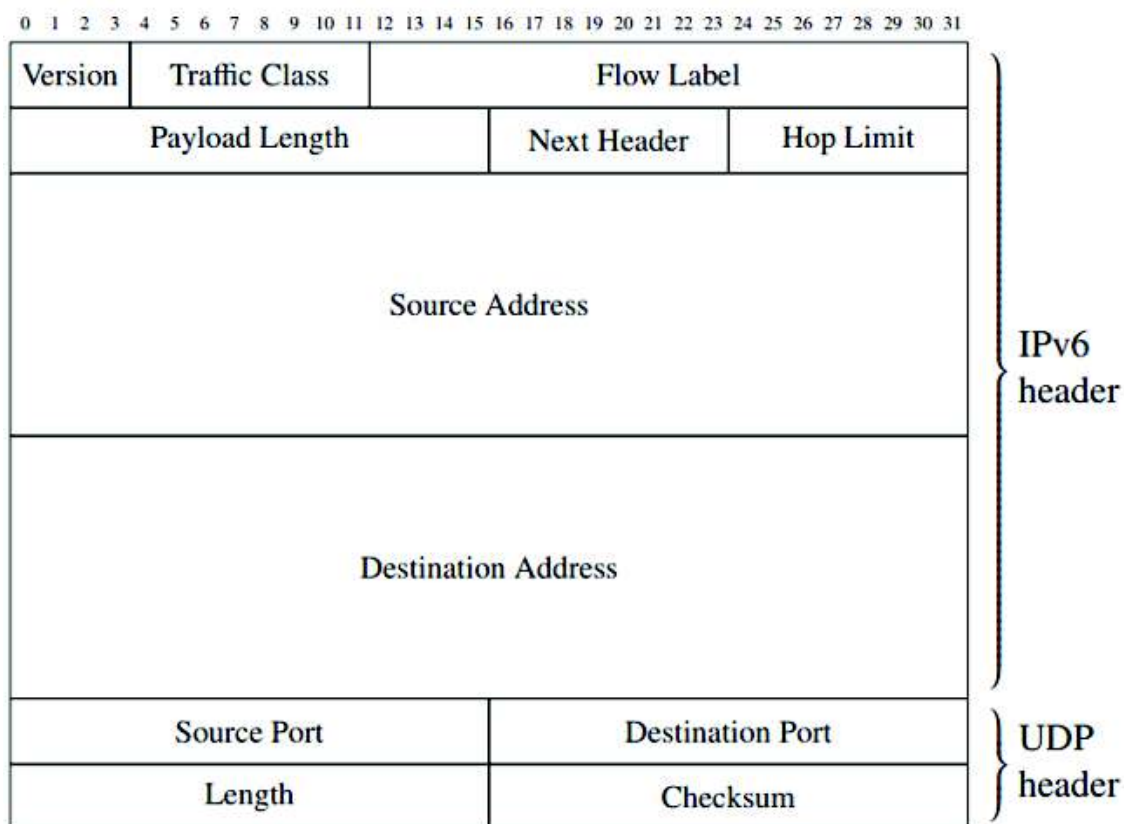 0 1 2 3 4 5 6 7 8 9 10 11 12 13 14 15 16 17 18 19 20 21 22 23 24 25 26 27 28 29 30 31
Version Traffic Class Flow Label
Payload Length Next Header Hop Limit
Source Address
IPv6
header
Destination Address
Source Port Destination Port
Length Checksum
UDP
header